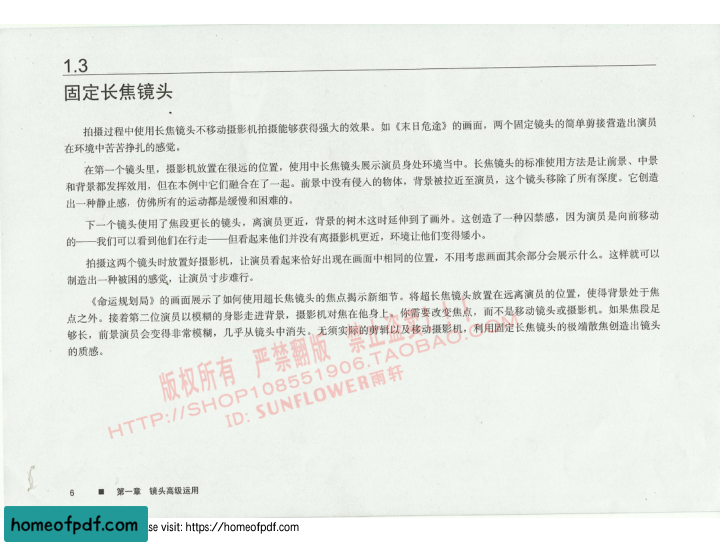 1.3
固定长焦镜头
拍摄过程中使用长焦镜头不移动摄影机拍摄能够获得强大的效果。如《末日危途》的画面，两个固定镜头的简单剪接营造出演员
在环境中苦苦挣扎的感觉。
在第一个镜头里，摄影机放置在很远的位置，使用中长焦镜头展示演员身处环境当中。长焦镜头的标准使用方法是让前景、中景
和背景都发挥效用，但在本例中它们融合在了一起。前景中没有侵入的物体，背景被拉近至演员，这个镜头移除了所有深度。它创造
出一种静止感，仿佛所有的运动都是缓慢和困难的。
下一个镜头使用了焦段更长的镜头，离演员更近，背景的树木这时延伸到了画外。这创造了一种囚禁感，因为演员是向前移动
的——我们可以看到他们在行走——但看起来他们并没有离摄影机更近，环境让他们变得矮小。
拍摄这两个镜头时放置好摄影机，让演员看起来恰好出现在画面中相同的位置，不用考虑画面其余部分会展示什么。这样就可以
制造出一种被困的感觉，让演员寸步难行。
《命运规划局》的画面展示了如何使用超长焦镜头的焦点揭示新细节。将超长焦镜头放置在远离演员的位置，使得背景处于焦
点之外。接着第二位演员以模糊的身影走进背景，摄影机对焦在他身上。你需要改变焦点，而不是移动镜头或摄影机。如果焦段足
够长，前景演员会变得非常模糊，几乎从镜头中消失。无须实际的剪辑以及移动摄影机，利用固定长焦镜头的极端散焦创造出镜头
的质感。
版权所有 严禁翻版 禁止盗卖！！！
HTTP://SHOP108551906.TAOBAO.COM
ID: SUNFLOWER雨轩
6 ■ 第一章 镜头高级运用
homeofpdf.com
se visit: https://homeofpdf.com